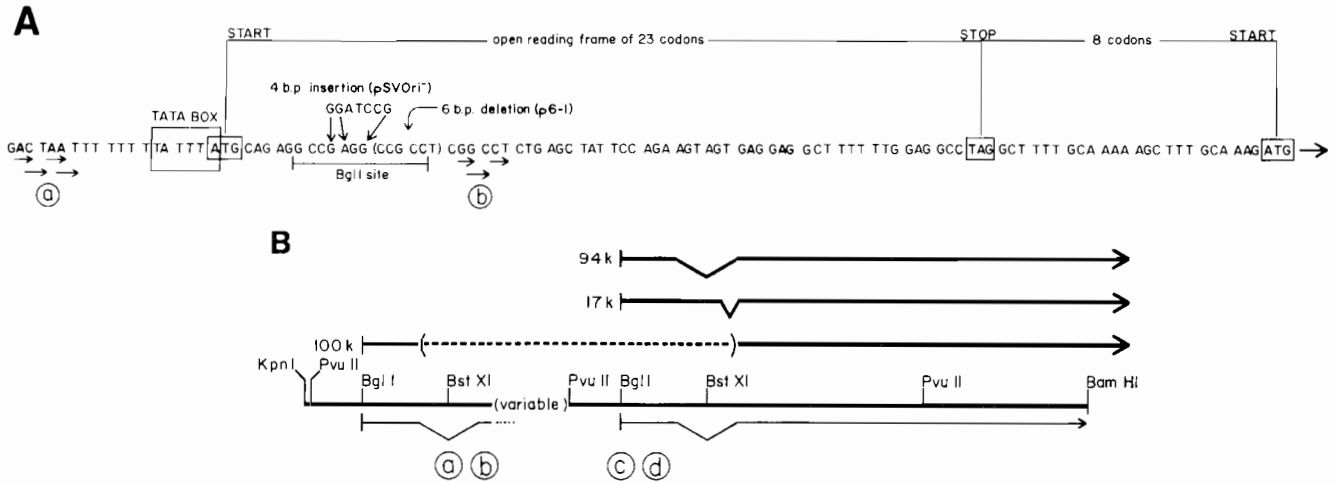 A
START
open reading frame of 23 codons
STOP
8 codons
START
4 b.p. insertion (pSVOri⁻)
GGATCCG
6 b.p. deletion (p6-1)
TATA BOX
GAC TAA TTT TTT TTA TTT ATG CAG AGG CCG AGG (CCG CCT) CGG CCT CTG AGC TAT TCC AGA AGT AGT GAG GAG GCT TTT TTG GAG GCC TAG GCT TTT GCA AAA AGC TTT GCA AAG ATG
BglI site
a
b
B
94k
17k
100k
KpnI
Pvu II
Bgl I
Bst XI
(variable)
Pvu II
BglI
Bst XI
Pvu II
Bam HI
a b c d